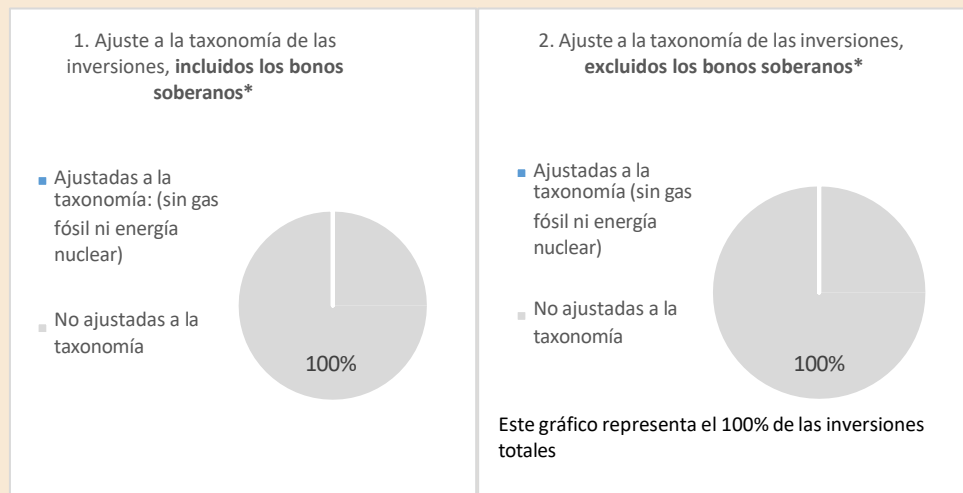 1. Ajuste a la taxonomía de las
inversiones, incluidos los bonos
soberanos*
Ajustadas a la
taxonomía: (sin gas
fósil ni energía
nuclear)
No ajustadas a la
taxonomía
100%
2. Ajuste a la taxonomía de las inversiones,
excluidos los bonos soberanos*
Ajustadas a la
taxonomía (sin gas
fósil ni energía
nuclear)
No ajustadas a la
taxonomía
100%
Este gráfico representa el 100% de las inversiones
totales